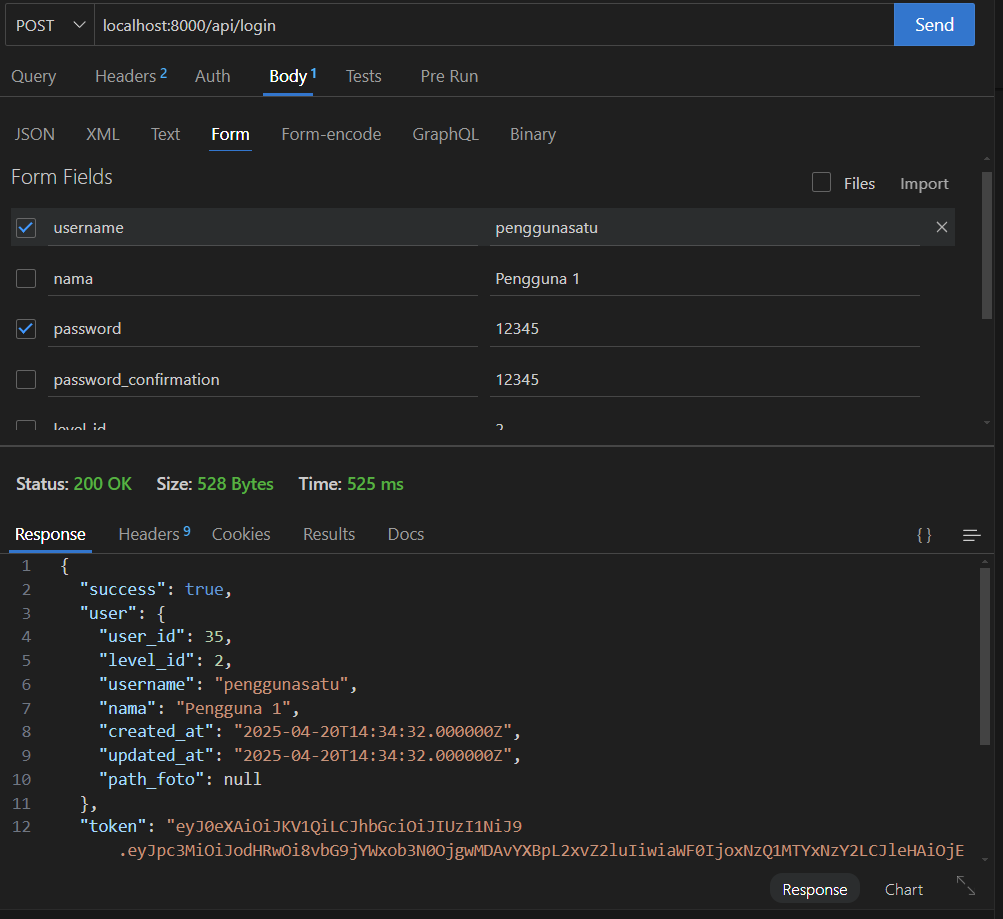 POST localhost:8000/api/login Send
Query Headers 2 Auth Body 1 Tests Pre Run
JSON XML Text Form Form-encode GraphQL Binary
Form Fields Files Import
username penggunasatu
nama Pengguna 1
password 12345
password_confirmation 12345
level_id 2
Status: 200 OK Size: 528 Bytes Time: 525 ms
Response Headers 9 Cookies Results Docs { }
1 {
2 "success": true,
3 "user": {
4 "user_id": 35,
5 "level_id": 2,
6 "username": "penggunasatu",
7 "nama": "Pengguna 1",
8 "created_at": "2025-04-20T14:34:32.000000Z",
9 "updated_at": "2025-04-20T14:34:32.000000Z",
10 "path_foto": null
11 },
12 "token": "eyJ0eXAiOiJKV1QiLCJhbGciOiJIUzI1NiJ9
.eyJpc3MiOiJodHRwOi8vbG9jYWxob3N0OjgwMDAvYXBpL2xvZ2luIiwiaWF0IjoxNzQ1MTYxNzY2LCJleHAiOjE
Response Chart